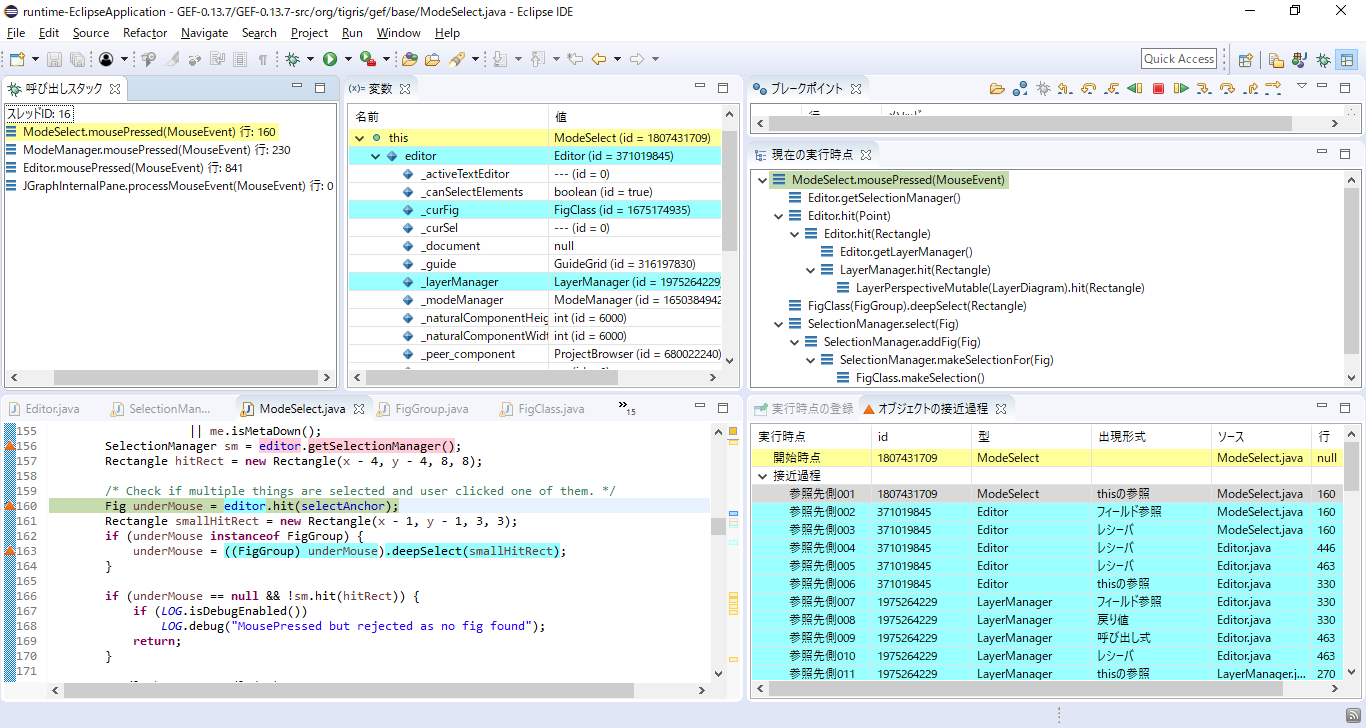 runtime-EclipseApplication - GEF-0.13.7/GEF-0.13.7-src/org/tigris/gef/base/ModeSelect.java - Eclipse IDE
File Edit Source Refactor Navigate Search Project Run Window Help
Quick Access
呼び出しスタック
スレッドID: 16
ModeSelect.mousePressed(MouseEvent) 行: 160
ModeManager.mousePressed(MouseEvent) 行: 230
Editor.mousePressed(MouseEvent) 行: 841
JGraphInternalPane.processMouseEvent(MouseEvent) 行: 0
(x)= 変数
名前 値
this ModeSelect (id = 1807431709)
editor Editor (id = 371019845)
_activeTextEditor --- (id = 0)
_canSelectElements boolean (id = true)
_curFig FigClass (id = 1675174935)
_curSel --- (id = 0)
_document null
_guide GuideGrid (id = 316197830)
_layerManager LayerManager (id = 1975264229
_modeManager ModeManager (id = 1650384942
_naturalComponentHeig int (id = 6000)
_naturalComponentWidt int (id = 6000)
_peer_component ProjectBrowser (id = 680022240)
ブレークポイント
現在の実行時点
ModeSelect.mousePressed(MouseEvent)
Editor.getSelectionManager()
Editor.hit(Point)
Editor.hit(Rectangle)
Editor.getLayerManager()
LayerManager.hit(Rectangle)
LayerPerspectiveMutable(LayerDiagram).hit(Rectangle)
FigClass(FigGroup).deepSelect(Rectangle)
SelectionManager.select(Fig)
SelectionManager.addFig(Fig)
SelectionManager.makeSelectionFor(Fig)
FigClass.makeSelection()
Editor.java SelectionMan... ModeSelect.java FigGroup.java FigClass.java »15
155 || me.isMetaDown();
156 SelectionManager sm = editor.getSelectionManager();
157 Rectangle hitRect = new Rectangle(x - 4, y - 4, 8, 8);
158
159 /* Check if multiple things are selected and user clicked one of them. */
160 Fig underMouse = editor.hit(selectAnchor);
161 Rectangle smallHitRect = new Rectangle(x - 1, y - 1, 3, 3);
162 if (underMouse instanceof FigGroup) {
163 underMouse = ((FigGroup) underMouse).deepSelect(smallHitRect);
164 }
165
166 if (underMouse == null && !sm.hit(hitRect)) {
167 if (LOG.isDebugEnabled())
168 LOG.debug("MousePressed but rejected as no fig found");
169 return;
170 }
171
実行時点の登録 オブジェクトの接近過程
実行時点 id 型 出現形式 ソース 行
開始時点 1807431709 ModeSelect ModeSelect.java null
接近過程
参照先側001 1807431709 ModeSelect thisの参照 ModeSelect.java 160
参照先側002 371019845 Editor フィールド参照 ModeSelect.java 160
参照先側003 371019845 Editor レシーバ ModeSelect.java 160
参照先側004 371019845 Editor レシーバ Editor.java 446
参照先側005 371019845 Editor レシーバ Editor.java 463
参照先側006 371019845 Editor thisの参照 Editor.java 330
参照先側007 1975264229 LayerManager フィールド参照 Editor.java 330
参照先側008 1975264229 LayerManager 戻り値 Editor.java 330
参照先側009 1975264229 LayerManager 呼び出し式 Editor.java 463
参照先側010 1975264229 LayerManager レシーバ Editor.java 463
参照先側011 1975264229 LayerManager thisの参照 LayerManager.j... 270